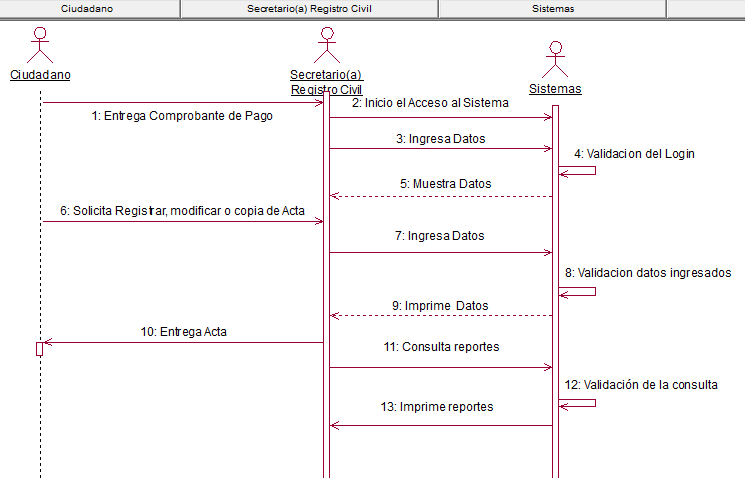 Ciudadano
Secretario(a) Registro Civil
Sistemas
Ciudadano
Secretario(a)
Registro Civil
Sistemas
1: Entrega Comprobante de Pago
2: Inicio el Acceso al Sistema
3: Ingresa Datos
4: Validacion del Login
5: Muestra Datos
6: Solicita Registrar, modificar o copia de Acta
7: Ingresa Datos
8: Validacion datos ingresados
9: Imprime Datos
10: Entrega Acta
11: Consulta reportes
12: Validación de la consulta
13: Imprime reportes